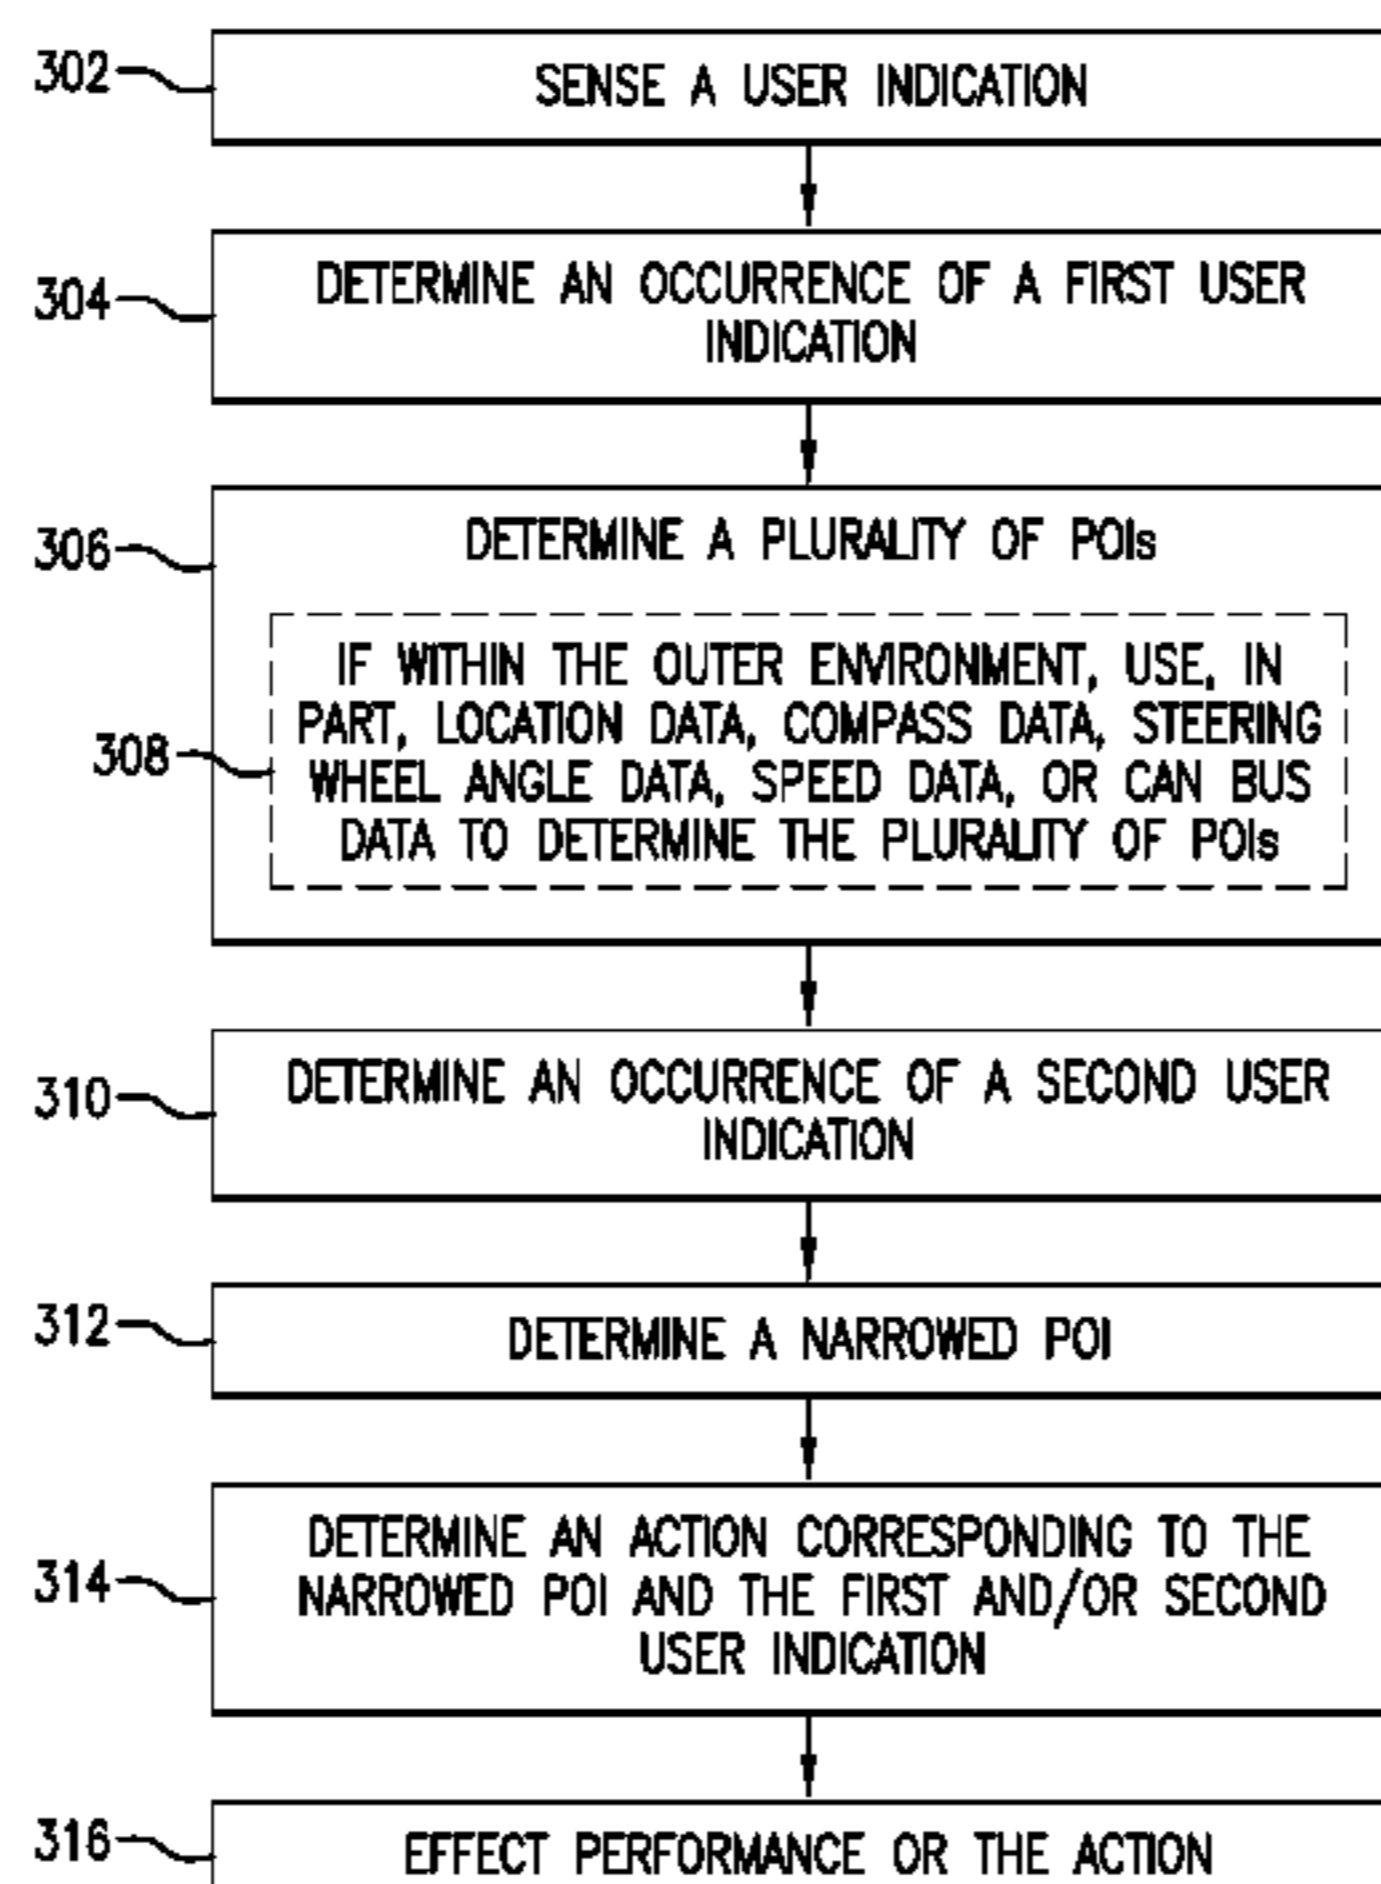 302
SENSE A USER INDICATION
304
DETERMINE AN OCCURRENCE OF A FIRST USER
INDICATION
306
DETERMINE A PLURALITY OF POIs
308
IF WITHIN THE OUTER ENVIRONMENT, USE, IN
PART, LOCATION DATA, COMPASS DATA, STEERING
WHEEL ANGLE DATA, SPEED DATA, OR CAN BUS
DATA TO DETERMINE THE PLURALITY OF POIs
310
DETERMINE AN OCCURRENCE OF A SECOND USER
INDICATION
312
DETERMINE A NARROWED POI
314
DETERMINE AN ACTION CORRESPONDING TO THE
NARROWED POI AND THE FIRST AND/OR SECOND
USER INDICATION
316
EFFECT PERFORMANCE OR THE ACTION